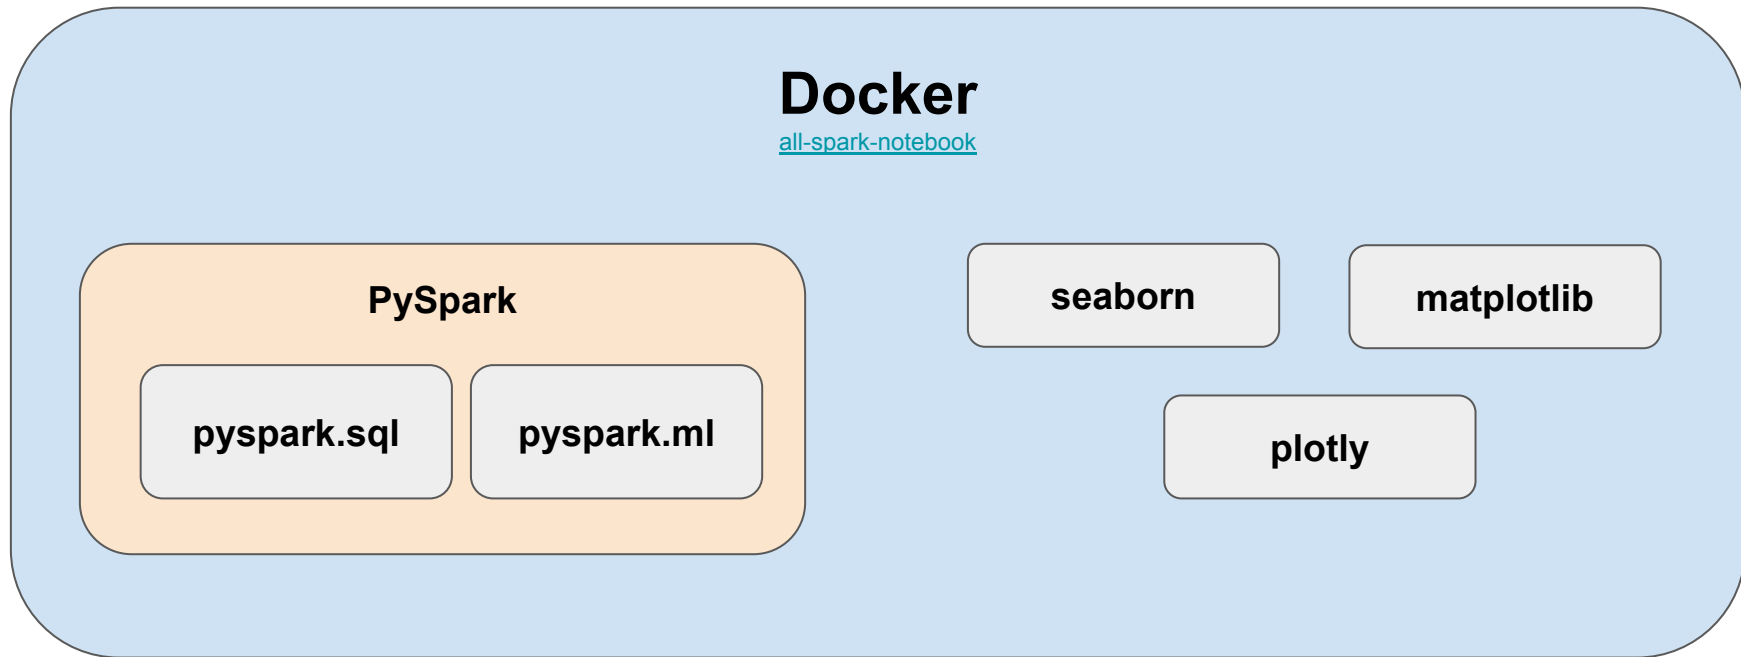 Docker
all-spark-notebook
PySpark
pyspark.sql
pyspark.ml
seaborn
matplotlib
plotly